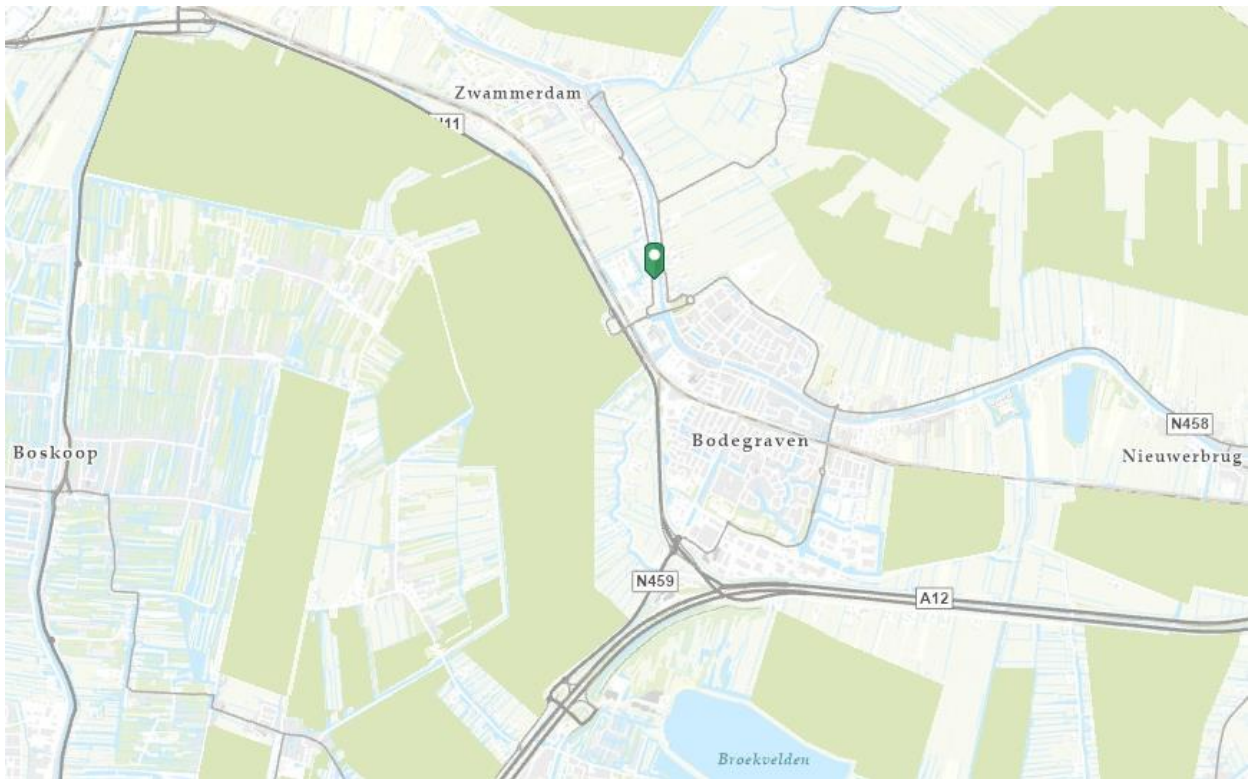 Zwammerdam
N11
Boskoop
Bodegraven
N458
Nieuwerbrug
N459
A12
Broekvelden